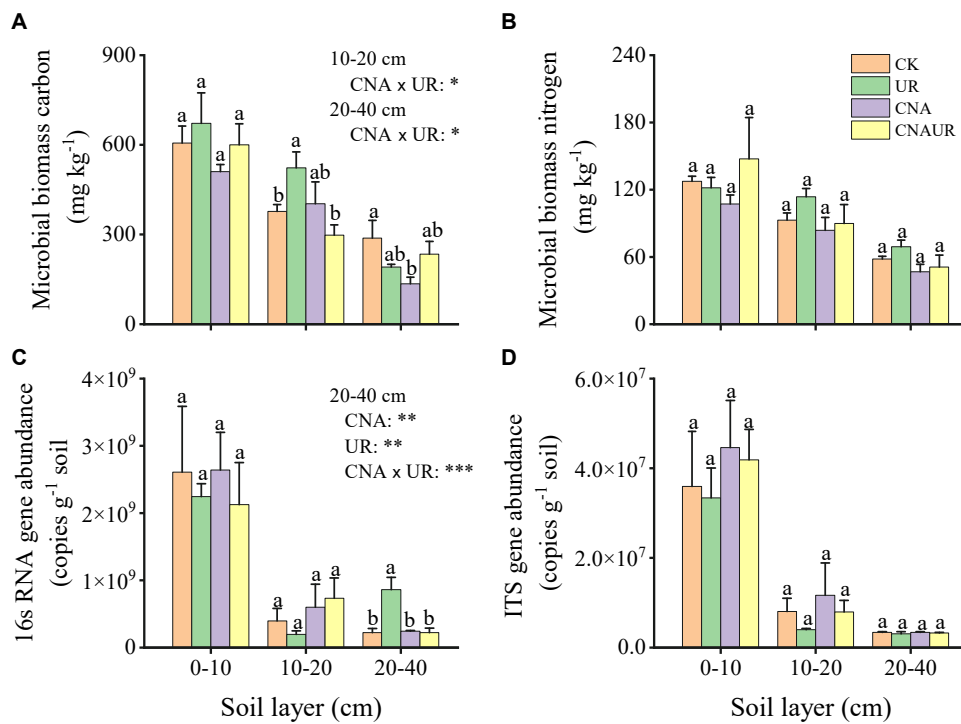 A
Microbial biomass carbon
(mg kg⁻¹)
900
600
300
0
10-20 cm
CNA x UR: *
20-40 cm
CNA x UR: *
a a a a
b a ab b
a ab b ab
B
Microbial biomass nitrogen
(mg kg⁻¹)
240
180
120
60
0
CK
UR
CNA
CNAUR
a a a a
a a a a
a a a a
C
16s RNA gene abundance
(copies g⁻¹ soil)
4×10⁹
3×10⁹
2×10⁹
1×10⁹
0
20-40 cm
CNA: **
UR: **
CNA x UR: ***
a a a a
a a a a
b a b b
0-10 10-20 20-40
Soil layer (cm)
D
ITS gene abundance
(copies g⁻¹ soil)
6.0×10⁷
4.0×10⁷
2.0×10⁷
0.0
a a a a
a a a a
a a a a
0-10 10-20 20-40
Soil layer (cm)